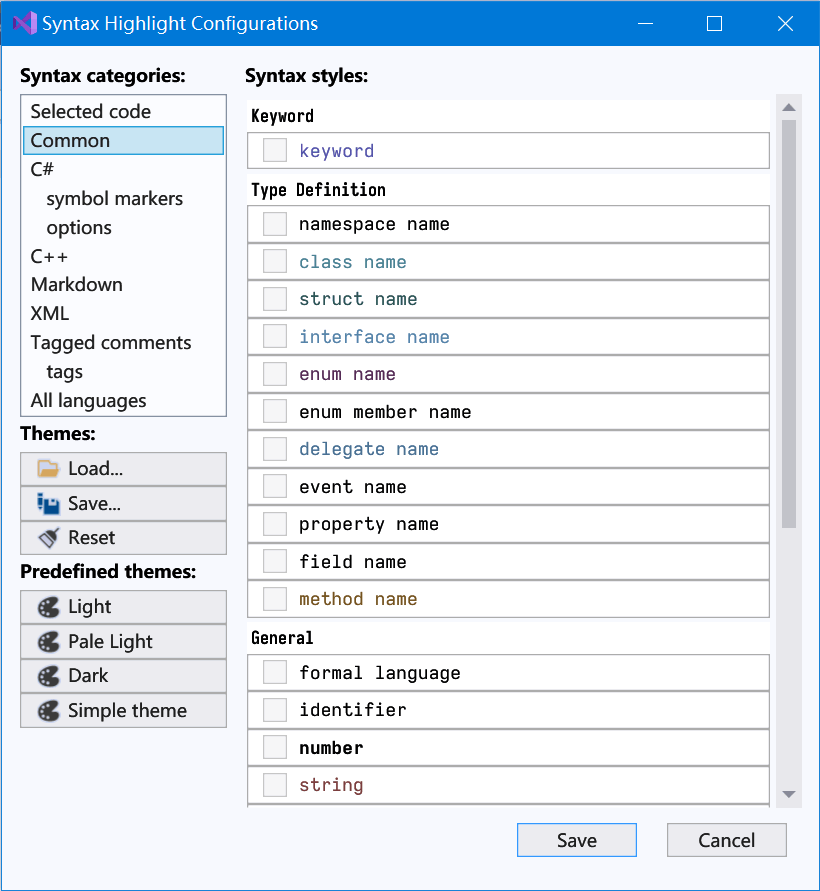 Syntax Highlight Configurations
Syntax categories:
Selected code
Common
C#
symbol markers
options
C++
Markdown
XML
Tagged comments
tags
All languages
Themes:
Load...
Save...
Reset
Predefined themes:
Light
Pale Light
Dark
Simple theme
Syntax styles:
Keyword
keyword
Type Definition
namespace name
class name
struct name
interface name
enum name
enum member name
delegate name
event name
property name
field name
method name
General
formal language
identifier
number
string
Save
Cancel